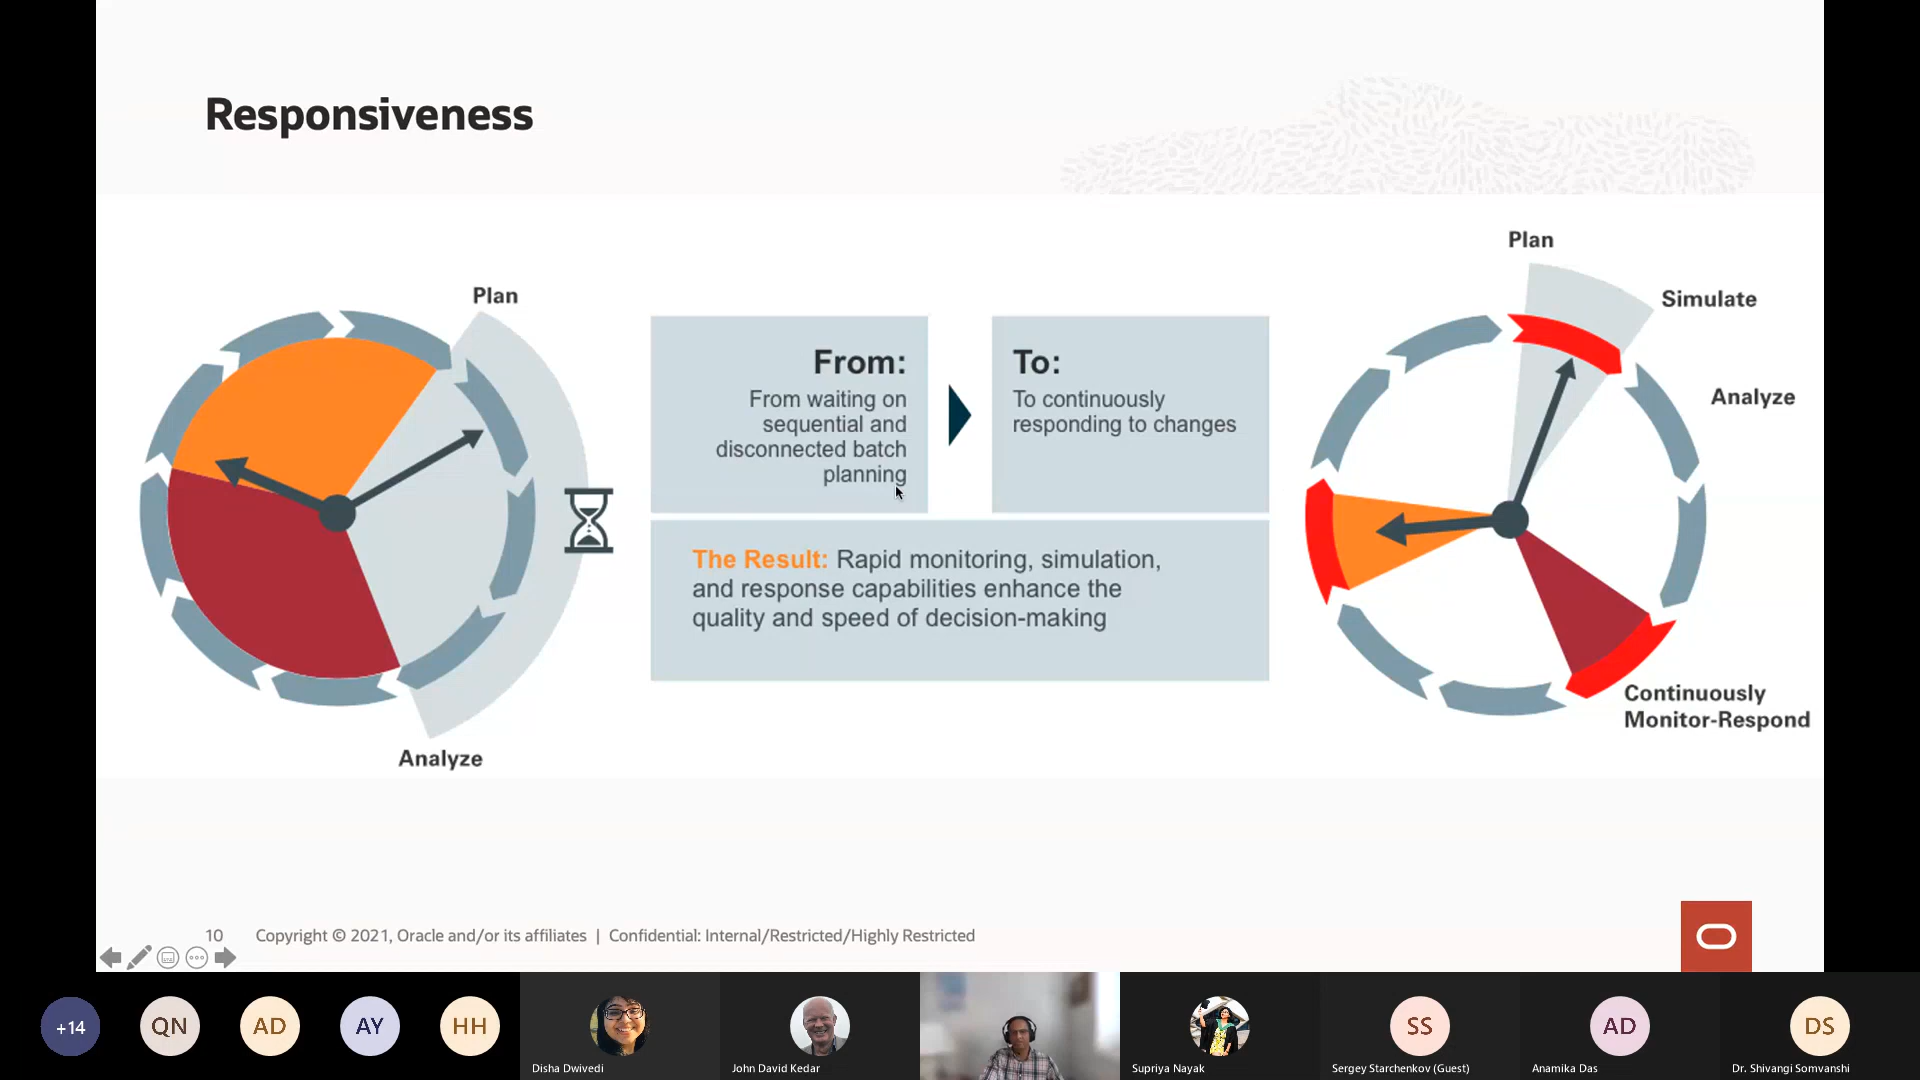 Responsiveness
Plan
Analyze
From:
From waiting on
sequential and
disconnected batch
planning
To:
To continuously
responding to changes
The Result: Rapid monitoring, simulation,
and response capabilities enhance the
quality and speed of decision-making
Plan
Simulate
Analyze
Continuously
Monitor-Respond
10 Copyright © 2021, Oracle and/or its affiliates | Confidential: Internal/Restricted/Highly Restricted
+14
QN
AD
AY
HH
Disha Dwivedi
John David Kedar
Supriya Nayak
SS
Sergey Starchenkov (Guest)
AD
Anamika Das
DS
Dr. Shivangi Somvanshi